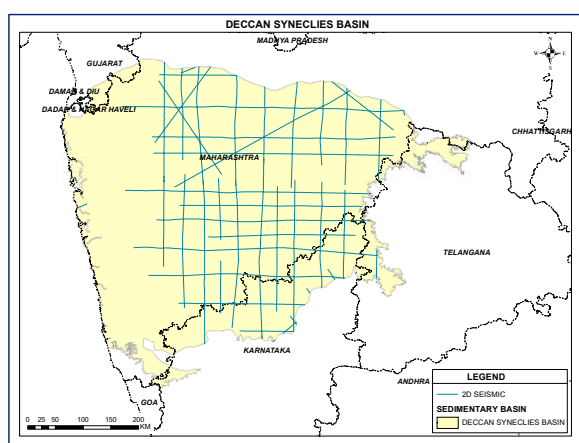 DECCAN SYNECLIES BASIN
MADHYA PRADESH
GUJARAT
N
W E
S
DAMAN & DIU
DADAR & NAGAR HAVELI
CHHATTISGARH
MAHARASHTRA
TELANGANA
KARNATAKA
GOA
ANDHRA
LEGEND
2D SEISMIC
SEDIMENTARY BASIN
DECCAN SYNECLIES BASIN
0 25 50 100 150 200
KM